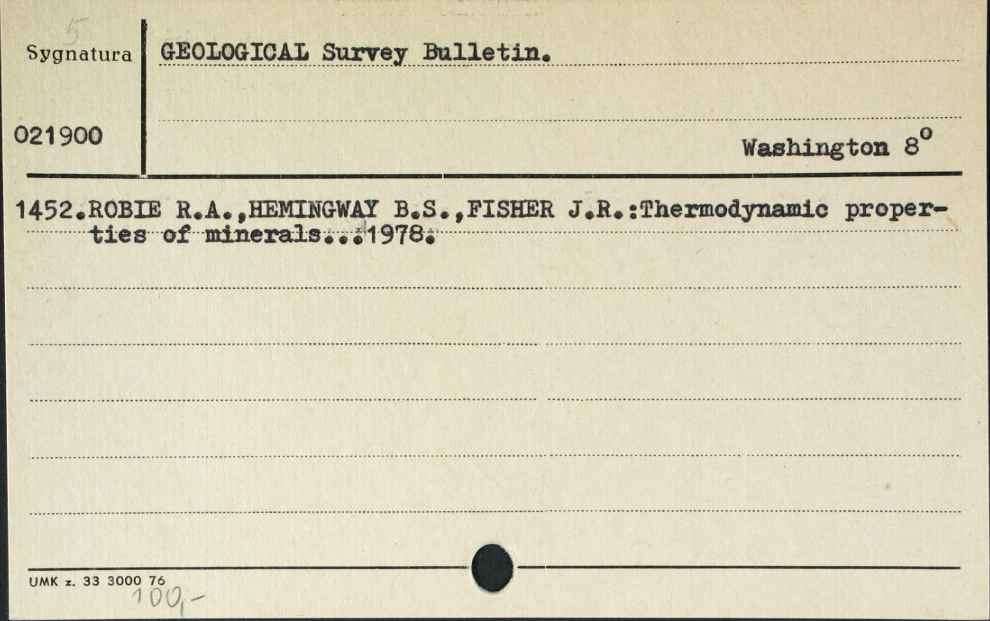 5
Sygnatura
GEOLOGICAL Survey Bulletin.
021900
Washington 8º
1452.ROBIE R.A.,HEMINGWAY B.S.,FISHER J.R.:Thermodynamic proper-
ties of minerals...1978.
UMK z. 33 3000 76
100,-